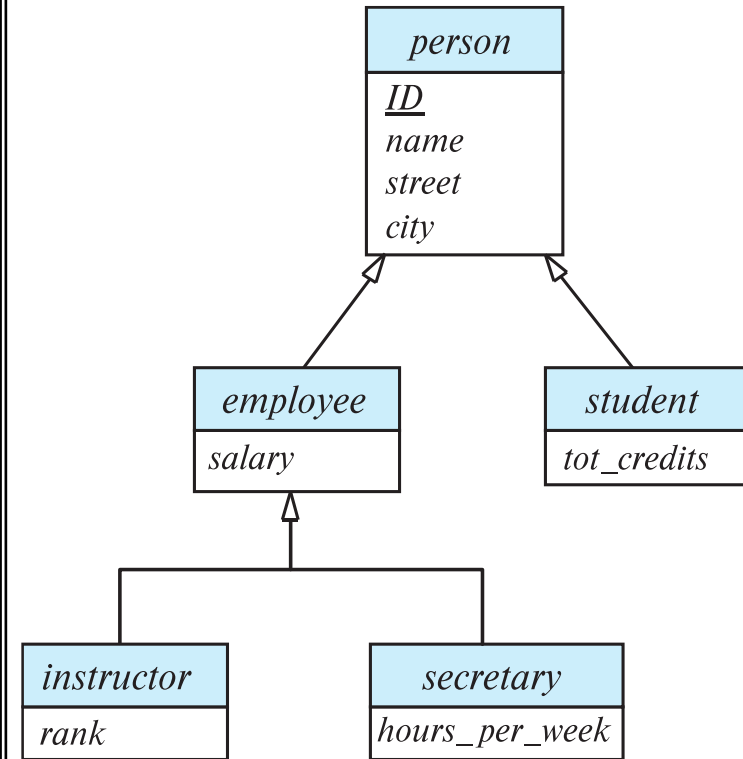 person
ID
name
street
city
employee
salary
student
tot_credits
instructor
rank
secretary
hours_per_week